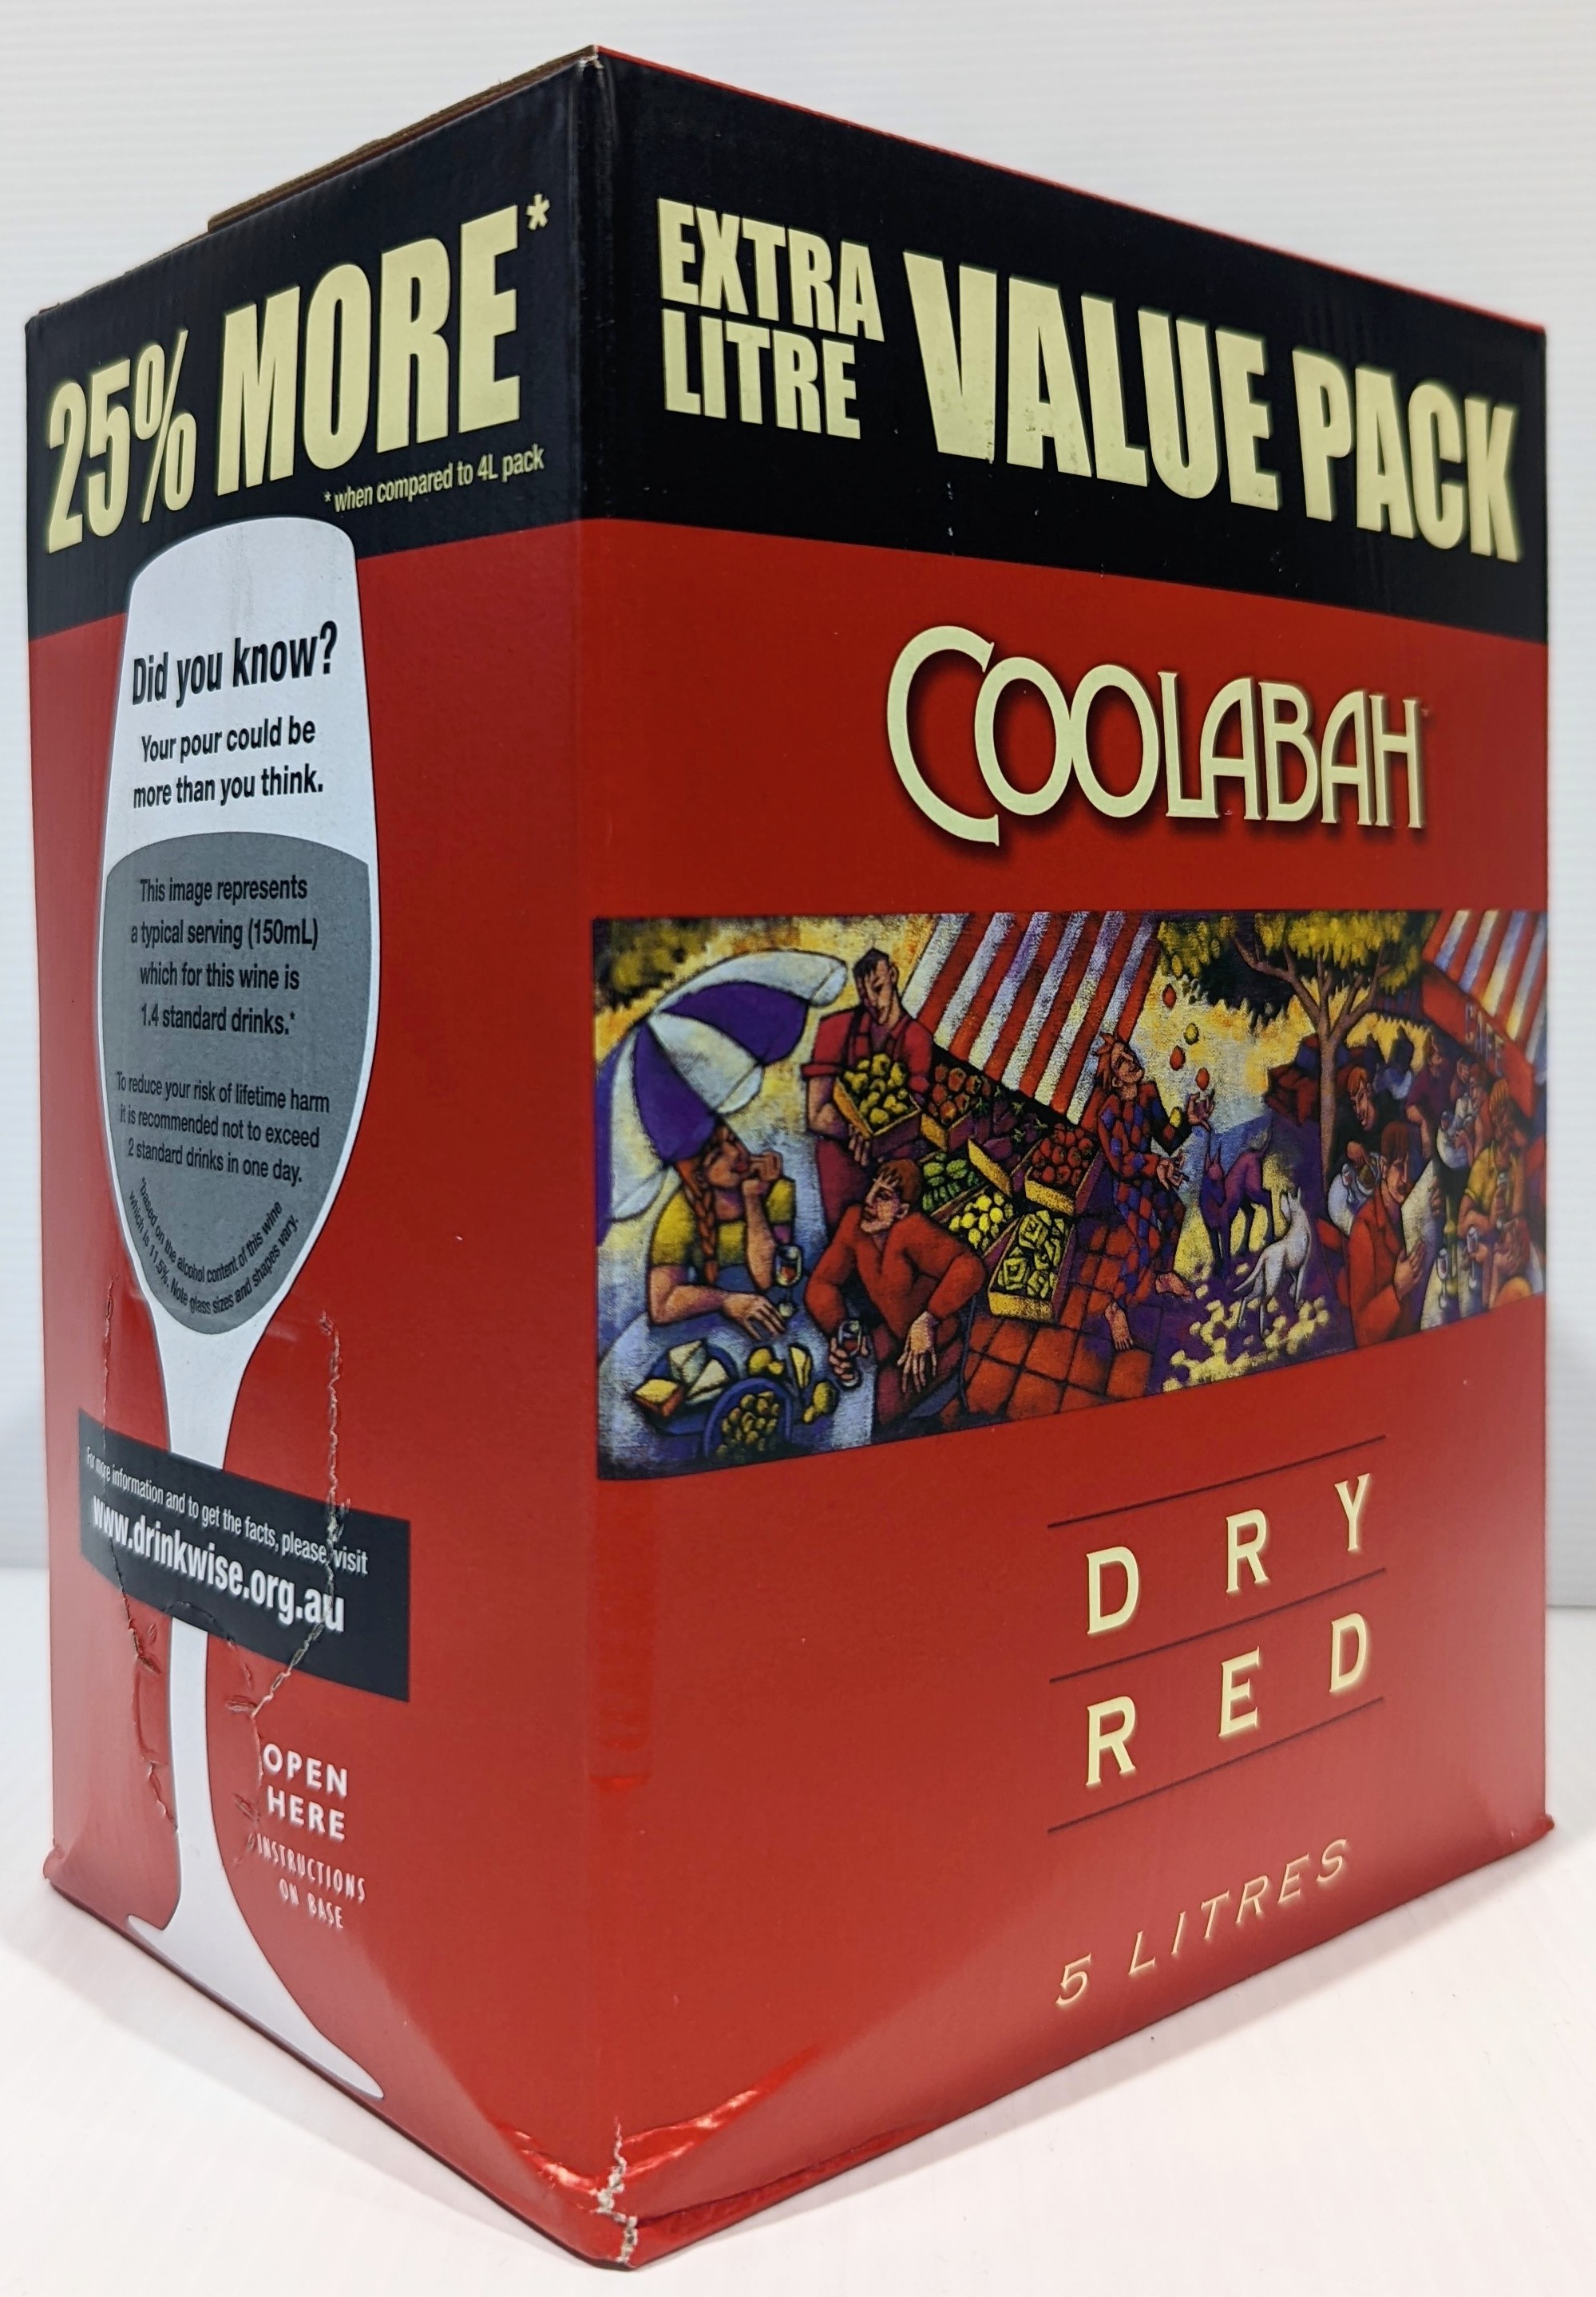 25% MORE*
* when compared to 4L pack
Did you know?
Your pour could be
more than you think.
This image represents
a typical serving (150mL)
which for this wine is
1.4 standard drinks.*
To reduce your risk of lifetime harm
it is recommended not to exceed
2 standard drinks in one day.
*based on the alcohol content of this wine
which is 11.5%. Note glass sizes and shapes vary.
For more information and to get the facts, please visit
www.drinkwise.org.au
OPEN
HERE
INSTRUCTIONS
ON BASE
EXTRA
LITRE
VALUE PACK
COOLABAH
DRY
RED
5 LITRES